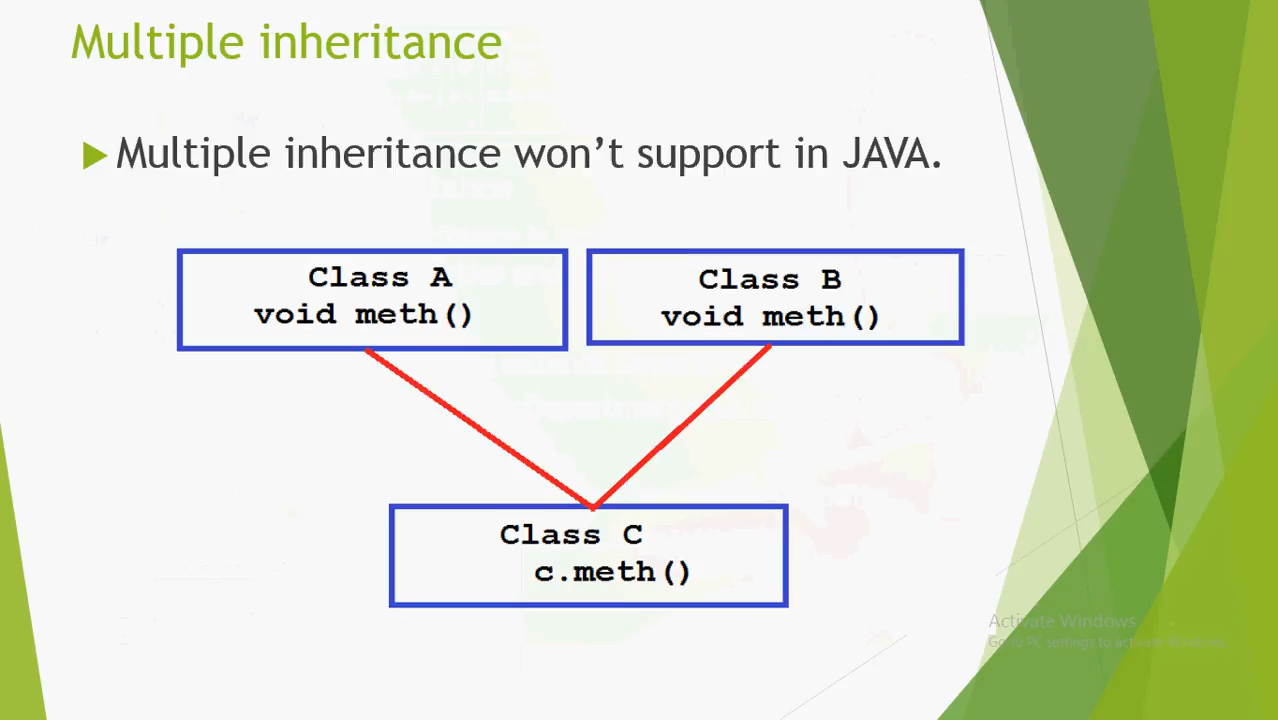 Multiple inheritance
Multiple inheritance won’t support in JAVA.
Class A
void meth()
Class B
void meth()
Class C
c.meth()
Activate Windows
Go to PC settings to activate Windows.